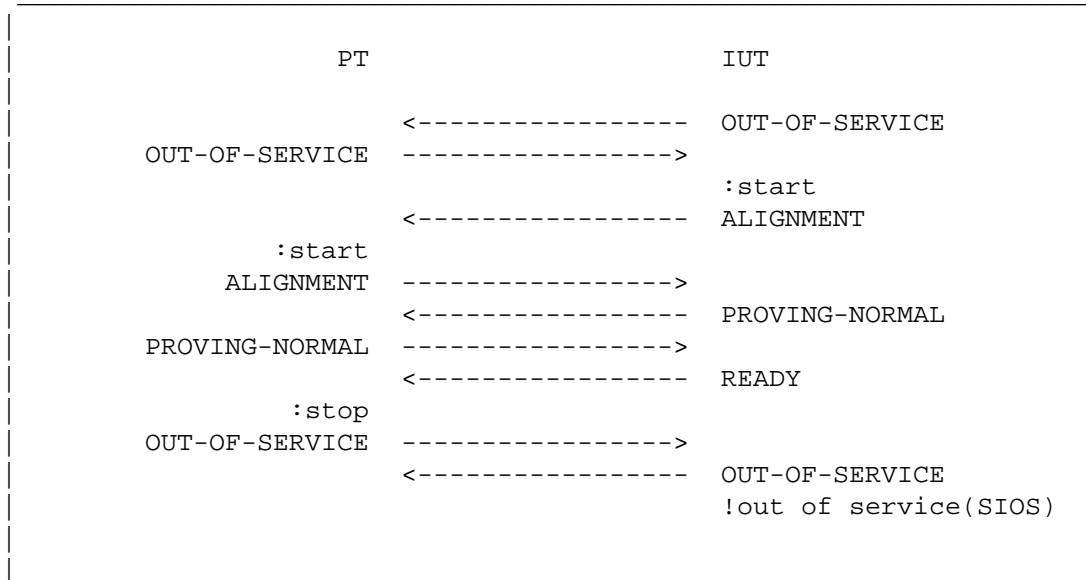 PT IUT
<----------------- OUT-OF-SERVICE
OUT-OF-SERVICE ----------------->
:start
<----------------- ALIGNMENT
:start
ALIGNMENT ----------------->
<----------------- PROVING-NORMAL
PROVING-NORMAL ----------------->
<----------------- READY
:stop
OUT-OF-SERVICE ----------------->
<----------------- OUT-OF-SERVICE
!out of service(SIOS)